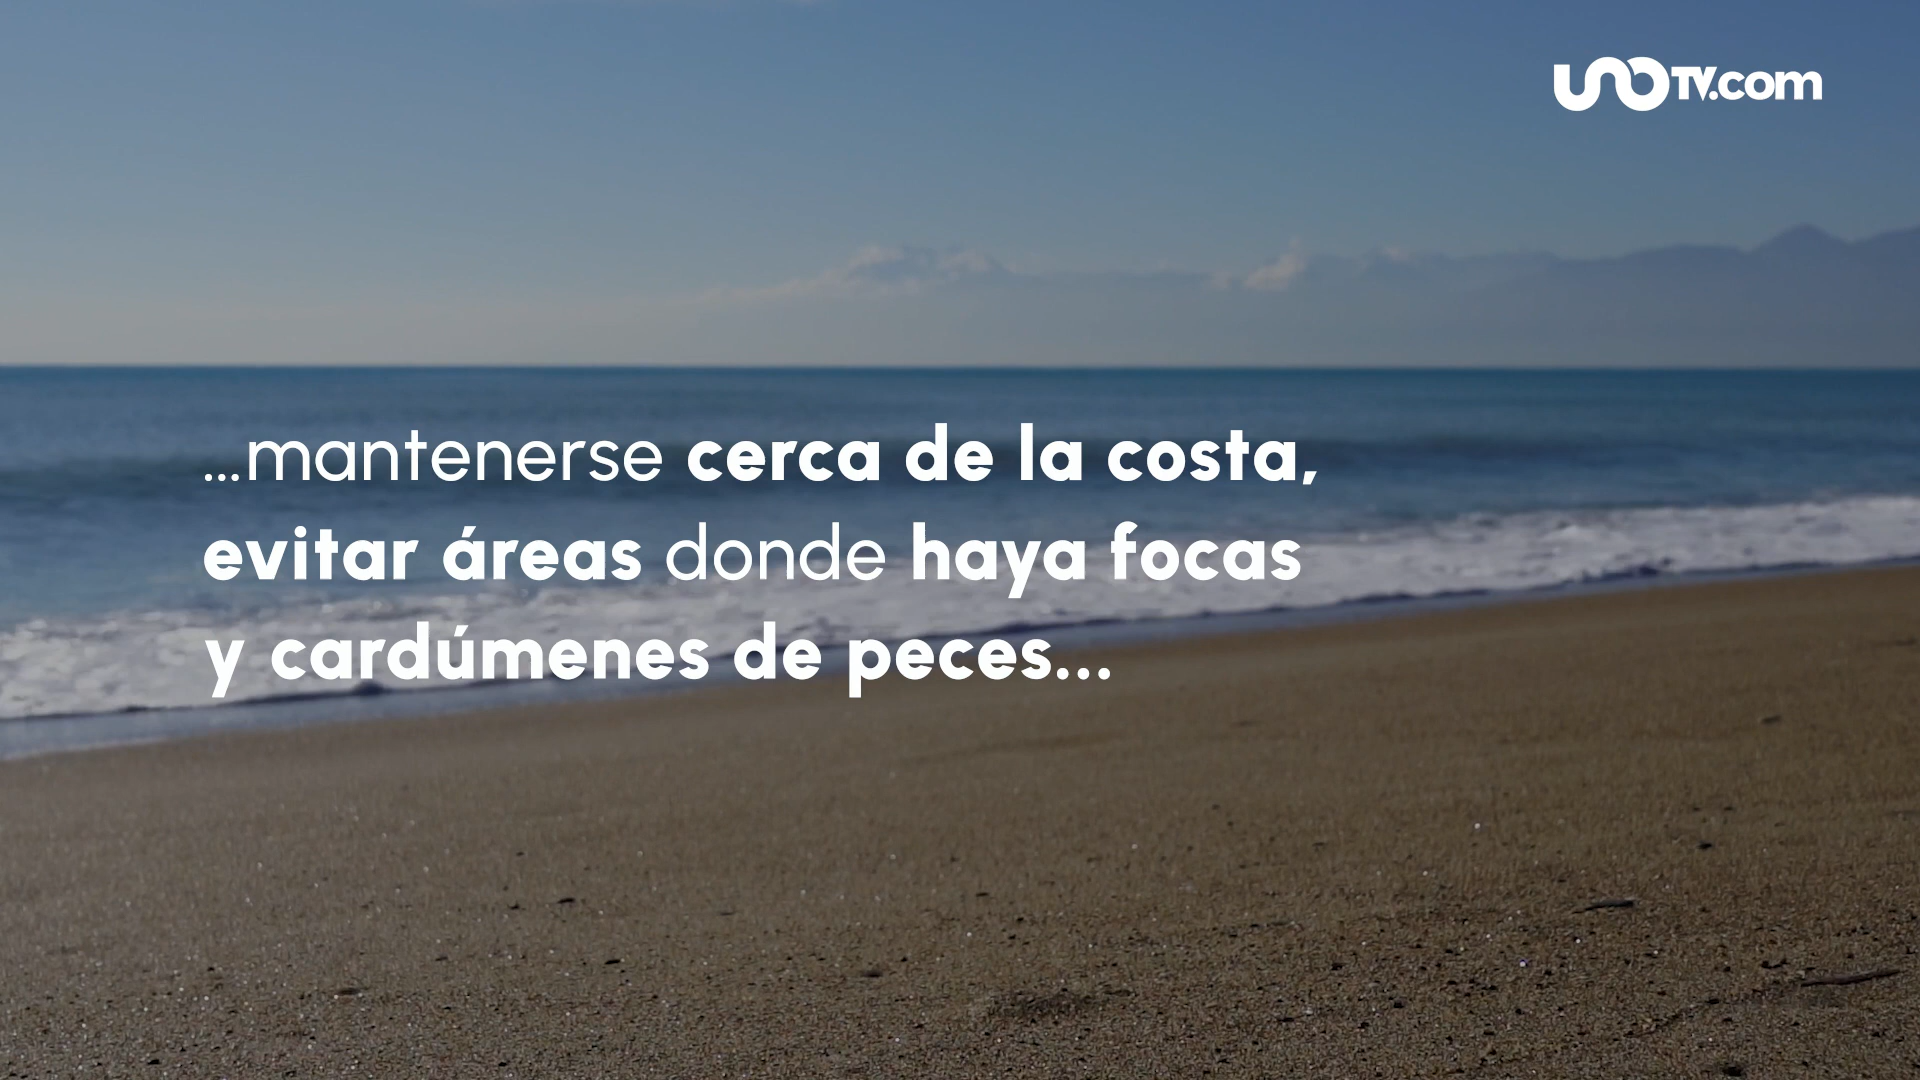 UNOTV.com
...mantenerse cerca de la costa,
evitar áreas donde haya focas
y cardúmenes de peces...